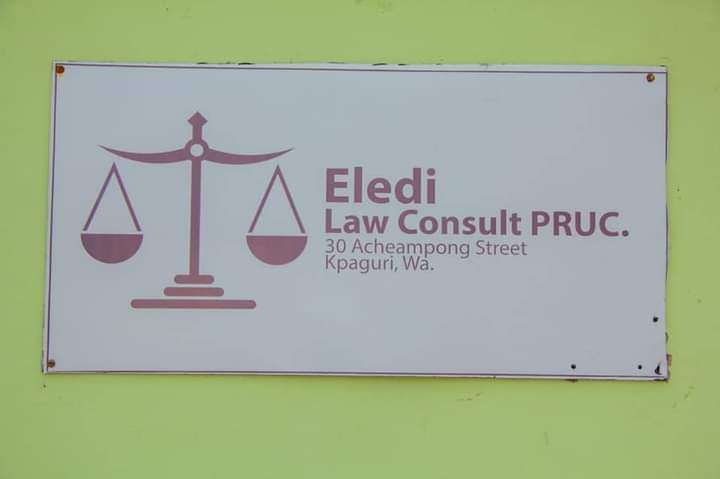 Eledi
Law Consult PRUC.
30 Acheampong Street
Kpaguri, Wa.